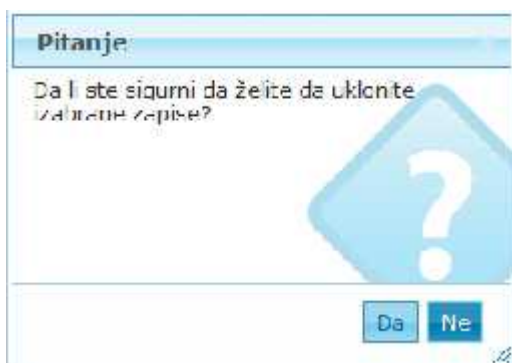 Pitanje
Da li ste sigurni da želite da uklonite
izabrane zapise?
Da
Ne